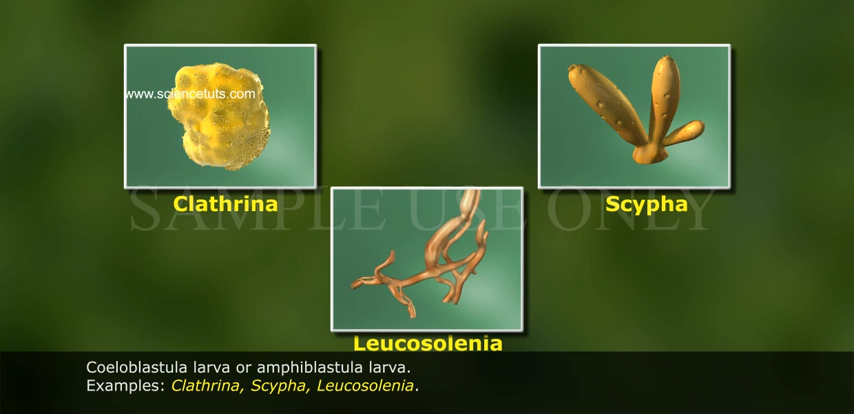 www.sciencetuts.com
Clathrina
Scypha
SAMPLE USE ONLY
Leucosolenia
Coeloblastula larva or amphiblastula larva.
Examples: Clathrina, Scypha, Leucosolenia.